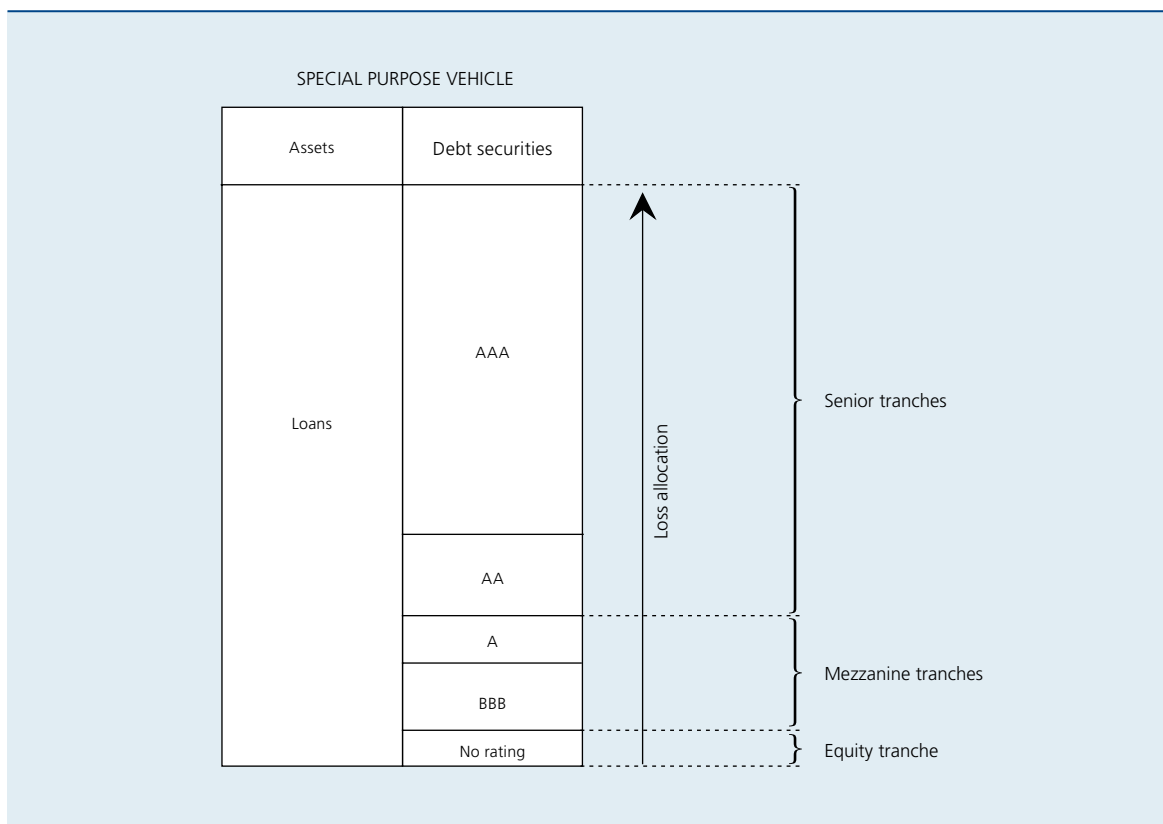 SPECIAL PURPOSE VEHICLE
Assets
Debt securities
Loans
AAA
AA
A
BBB
No rating
Loss allocation
Senior tranches
Mezzanine tranches
Equity tranche